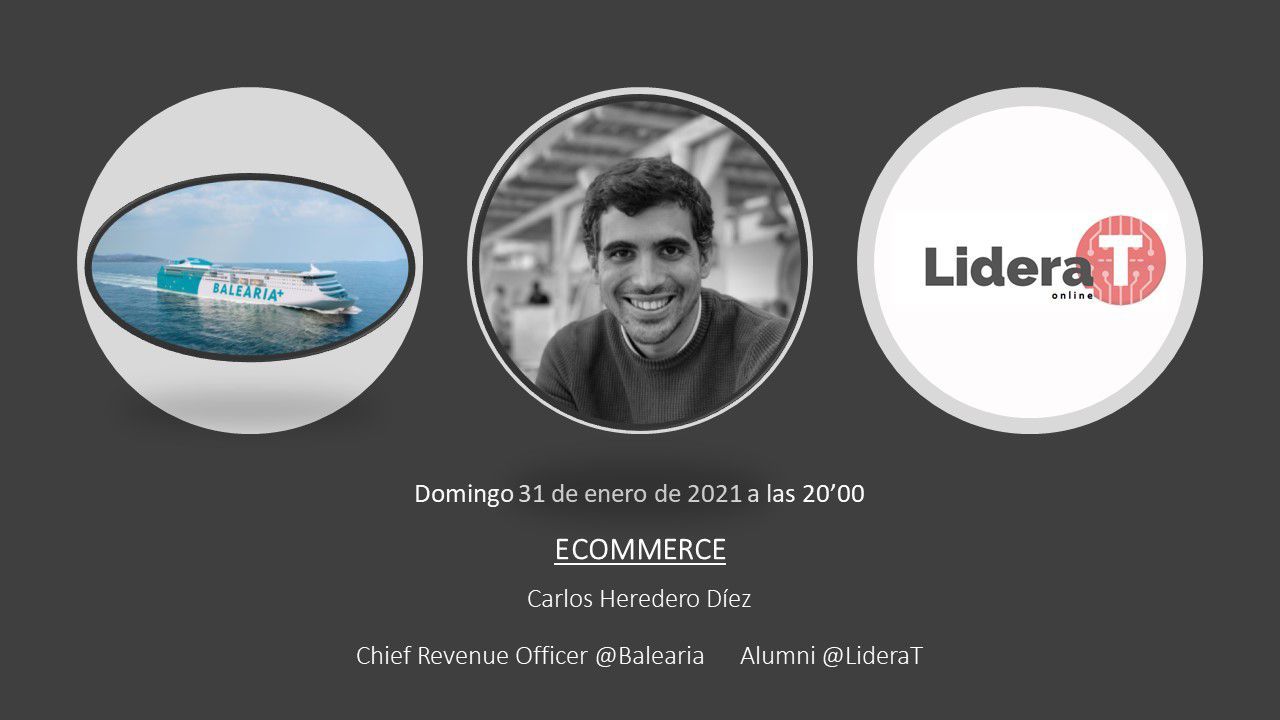 BALEARIA+
LideraT
online
Domingo 31 de enero de 2021 a las 20’00
ECOMMERCE
Carlos Heredero Díez
Chief Revenue Officer @Balearia Alumni @LideraT